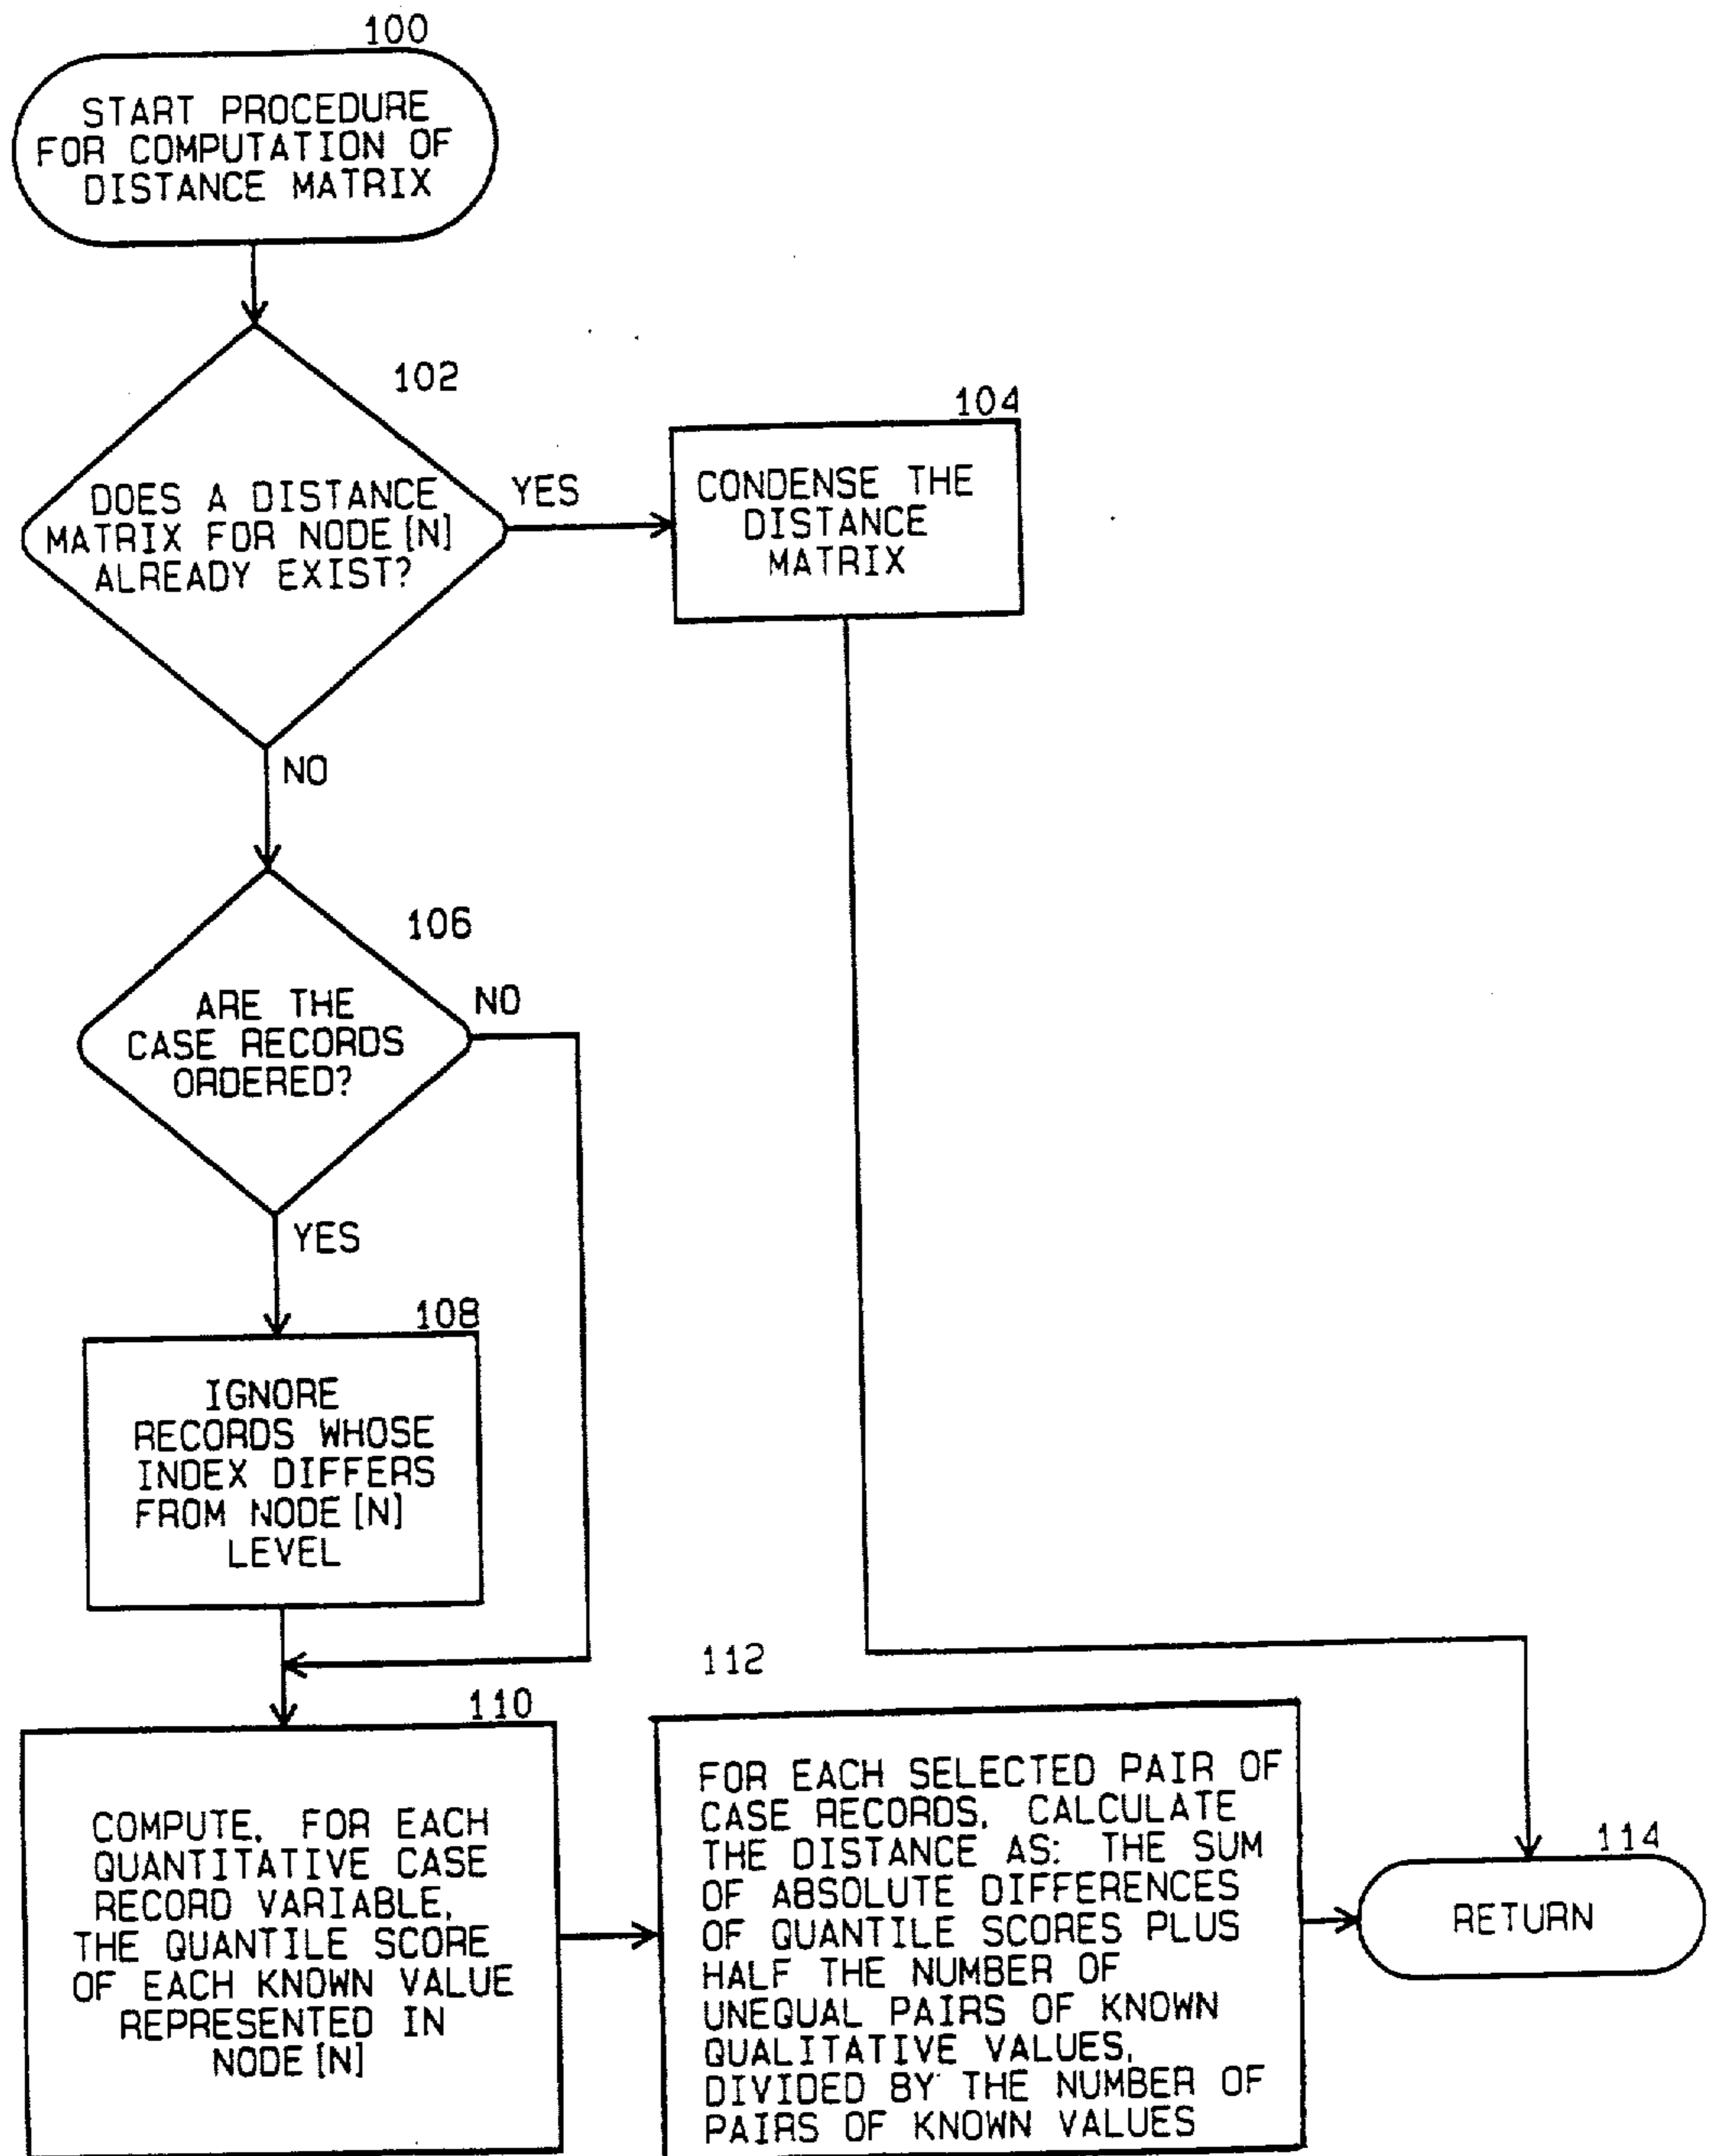 100
START PROCEDURE
FOR COMPUTATION OF
DISTANCE MATRIX
102
DOES A DISTANCE
MATRIX FOR NODE[N]
ALREADY EXIST?
YES
104
CONDENSE THE
DISTANCE
MATRIX
NO
106
ARE THE
CASE RECORDS
ORDERED?
NO
YES
108
IGNORE
RECORDS WHOSE
INDEX DIFFERS
FROM NODE[N]
LEVEL
110
COMPUTE, FOR EACH
QUANTITATIVE CASE
RECORD VARIABLE,
THE QUANTILE SCORE
OF EACH KNOWN VALUE
REPRESENTED IN
NODE[N]
112
FOR EACH SELECTED PAIR OF
CASE RECORDS, CALCULATE
THE DISTANCE AS: THE SUM
OF ABSOLUTE DIFFERENCES
OF QUANTILE SCORES PLUS
HALF THE NUMBER OF
UNEQUAL PAIRS OF KNOWN
QUALITATIVE VALUES,
DIVIDED BY THE NUMBER OF
PAIRS OF KNOWN VALUES
114
RETURN